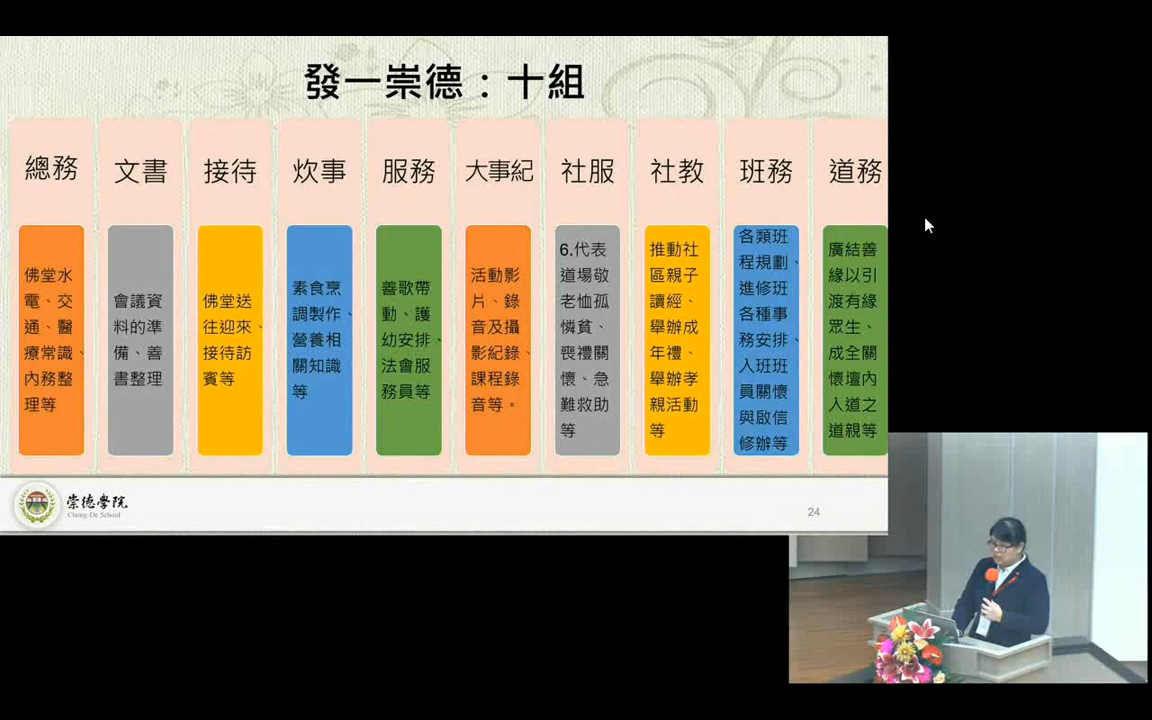 發一崇德：十組
總務
文書
接待
炊事
服務
大事紀
社服
社教
班務
道務
佛堂水
電、交
通、醫
療常識、
內務整
理等
會議資
料的準
備、善
書整理
佛堂送
往迎來、
接待訪
賓等
素食烹
調製作、
營養相
關知識
等
善歌帶
動、護
幼安排、
法會服
務員等
活動影
片、錄
音及攝
影紀錄、
課程錄
音等。
6.代表
道場敬
老恤孤
憐貧、
喪禮關
懷、急
難救助
等
推動社
區親子
讀經、
舉辦成
年禮、
舉辦孝
親活動
等
各類班
程規劃、
進修班
各種事
務安排、
入班班
員關懷
與啟信
修辦等
廣結善
緣以引
渡有緣
眾生、
成全關
懷壇內
入道之
道親等
崇德學院
Chong-De School
24